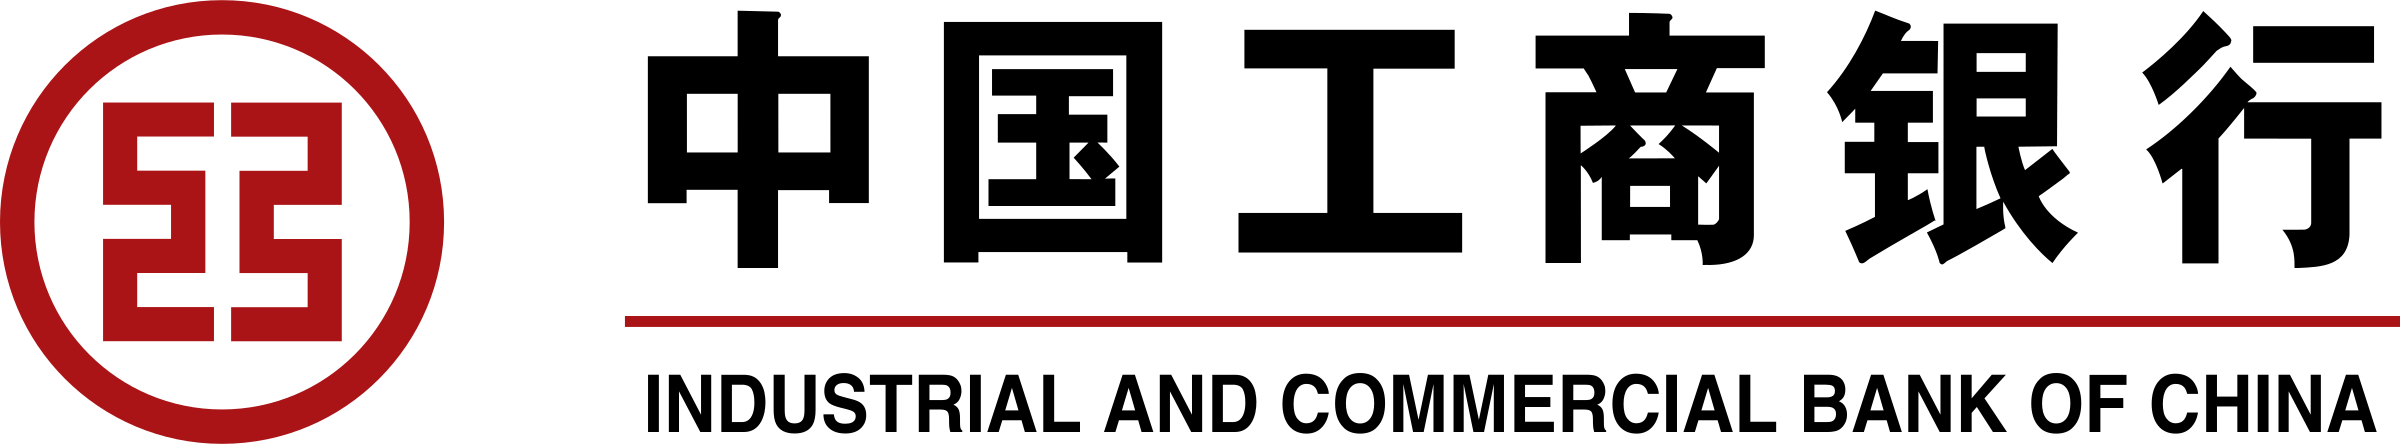 中国工商银行
INDUSTRIAL AND COMMERCIAL BANK OF CHINA